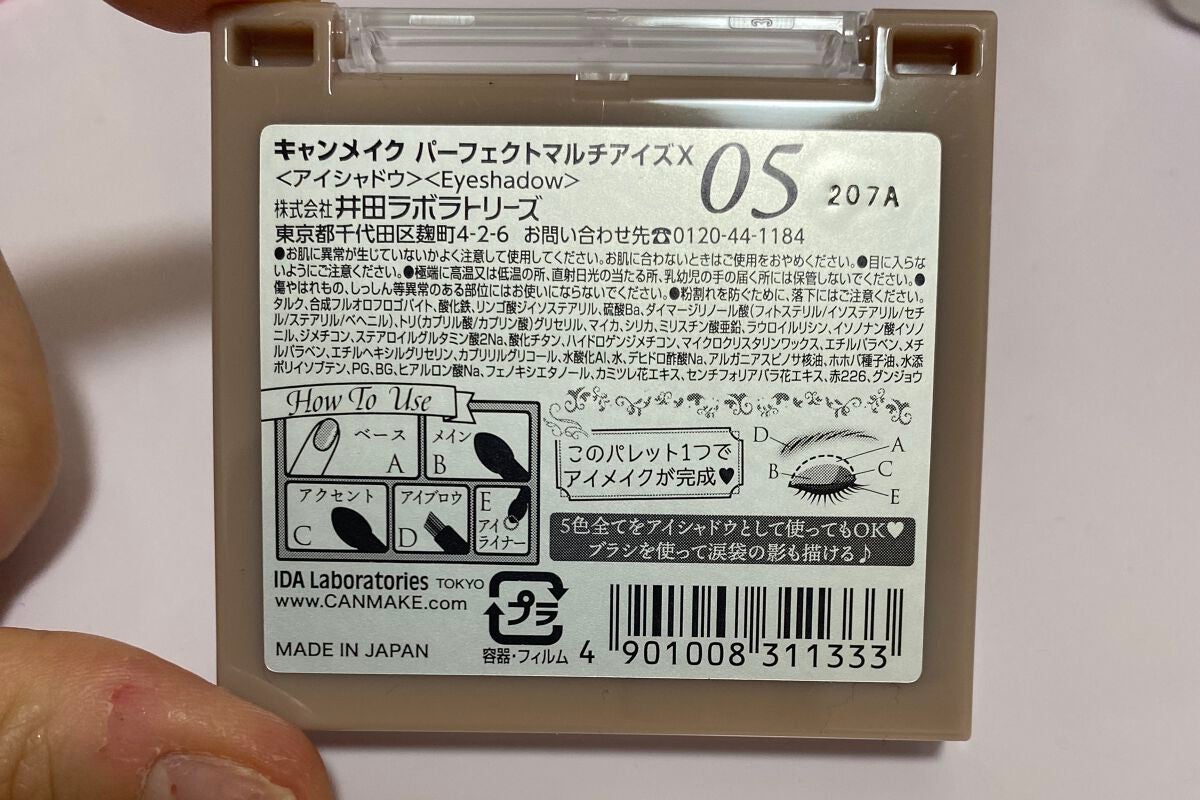 キャンメイク パーフェクトマルチアイズX 05 207A
<アイシャドウ><Eyeshadow>
株式会社 井田ラボラトリーズ
東京都千代田区麹町4-2-6 お問い合わせ先☎0120-44-1184
●お肌に異常が生じていないかよく注意して使用してください。お肌に合わないときはご使用をおやめください。●目に入らな
いようにご注意ください。●極端に高温又は低温の所、直射日光の当たる所、乳幼児の手の届く所には保管しないでください。●
傷やはれもの、しっしん等異常のある部位にはお使いにならないでください。●粉割れを防ぐために、落下にはご注意ください。
タルク、合成フルオロフロゴパイト、酸化鉄、リンゴ酸ジイソステアリル、硫酸Ba、ダイマージリノール酸(フィトステリル/イソステアリル/セチ
ル/ステアリル/ベヘニル)、トリ(カプリル酸/カプリン酸)グリセリル、マイカ、シリカ、ミリスチン酸亜鉛、ラウロイルリシン、イソノナン酸イソノ
ニル、ジメチコン、ステアロイルグルタミン酸2Na、酸化チタン、ハイドロゲンジメチコン、マイクロクリスタリンワックス、エチルパラベン、メチ
ルパラベン、エチルヘキシルグリセリン、カプリリルグリコール、水酸化Al、水、デヒドロ酢酸Na、アルガニアスピノサ核油、ホホバ種子油、水添
ポリイソブテン、PG、BG、ヒアルロン酸Na、フェノキシエタノール、カミツレ花エキス、センチフォリアバラ花エキス、赤226、グンジョウ
How To Use
ベース
A
メイン
B
アクセント
C
アイブロウ
D
E
アイ
ライナー
このパレット1つで
アイメイクが完成♥
D
A
B
C
E
5色全てをアイシャドウとして使ってもOK♥
ブラシを使って涙袋の影も描ける♪
IDA Laboratories TOKYO
www.CANMAKE.com
MADE IN JAPAN
プラ
容器・フィルム
4 901008 311333